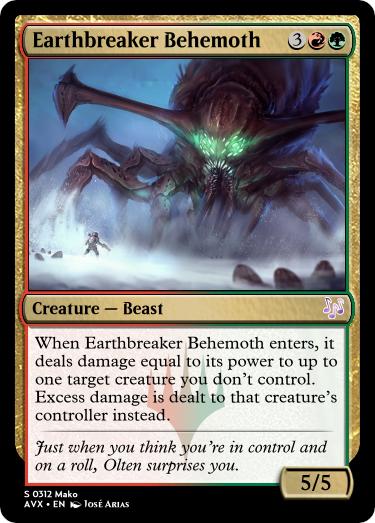 Earthbreaker Behemoth 3
Creature — Beast
When Earthbreaker Behemoth enters, it
deals damage equal to its power to up to
one target creature you don't control.
Excess damage is dealt to that creature's
controller instead.
Just when you think you're in control and
on a roll, Olten surprises you.
5/5
S 0312 Mako
AVX • EN José Arias